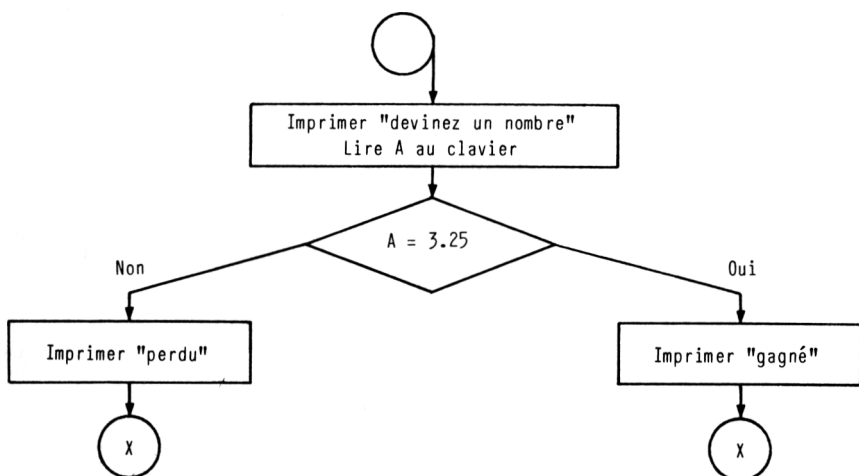 Imprimer "devinez un nombre"
Lire A au clavier
A = 3.25
Non
Oui
Imprimer "perdu"
Imprimer "gagné"
X
X